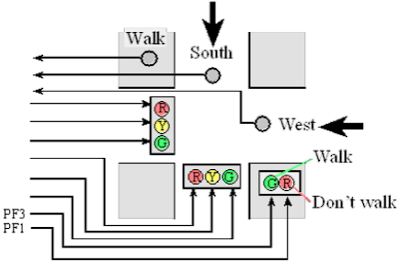 Walk
South
R
Y
G
West
Walk
R Y G
G R
Don't walk
PF3
PF1